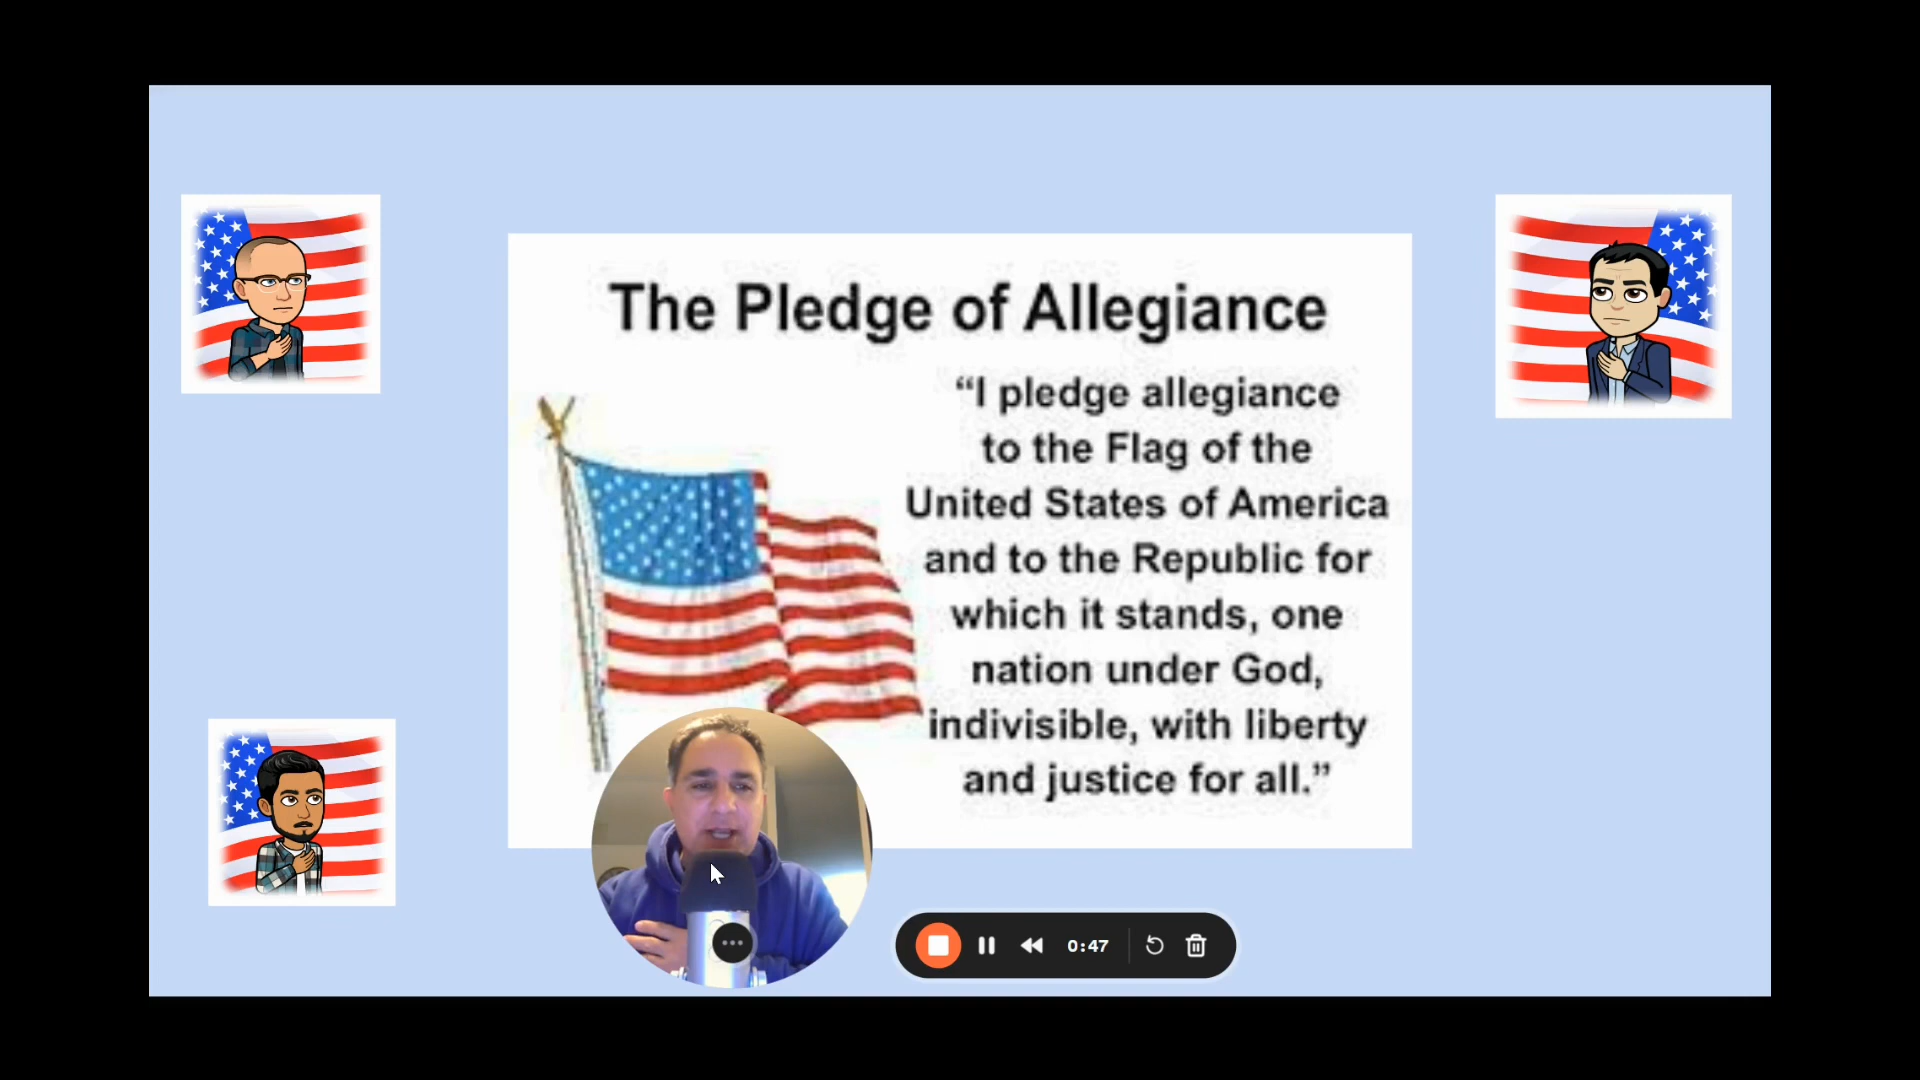 The Pledge of Allegiance
“I pledge allegiance
to the Flag of the
United States of America
and to the Republic for
which it stands, one
nation under God,
indivisible, with liberty
and justice for all.”
0:47